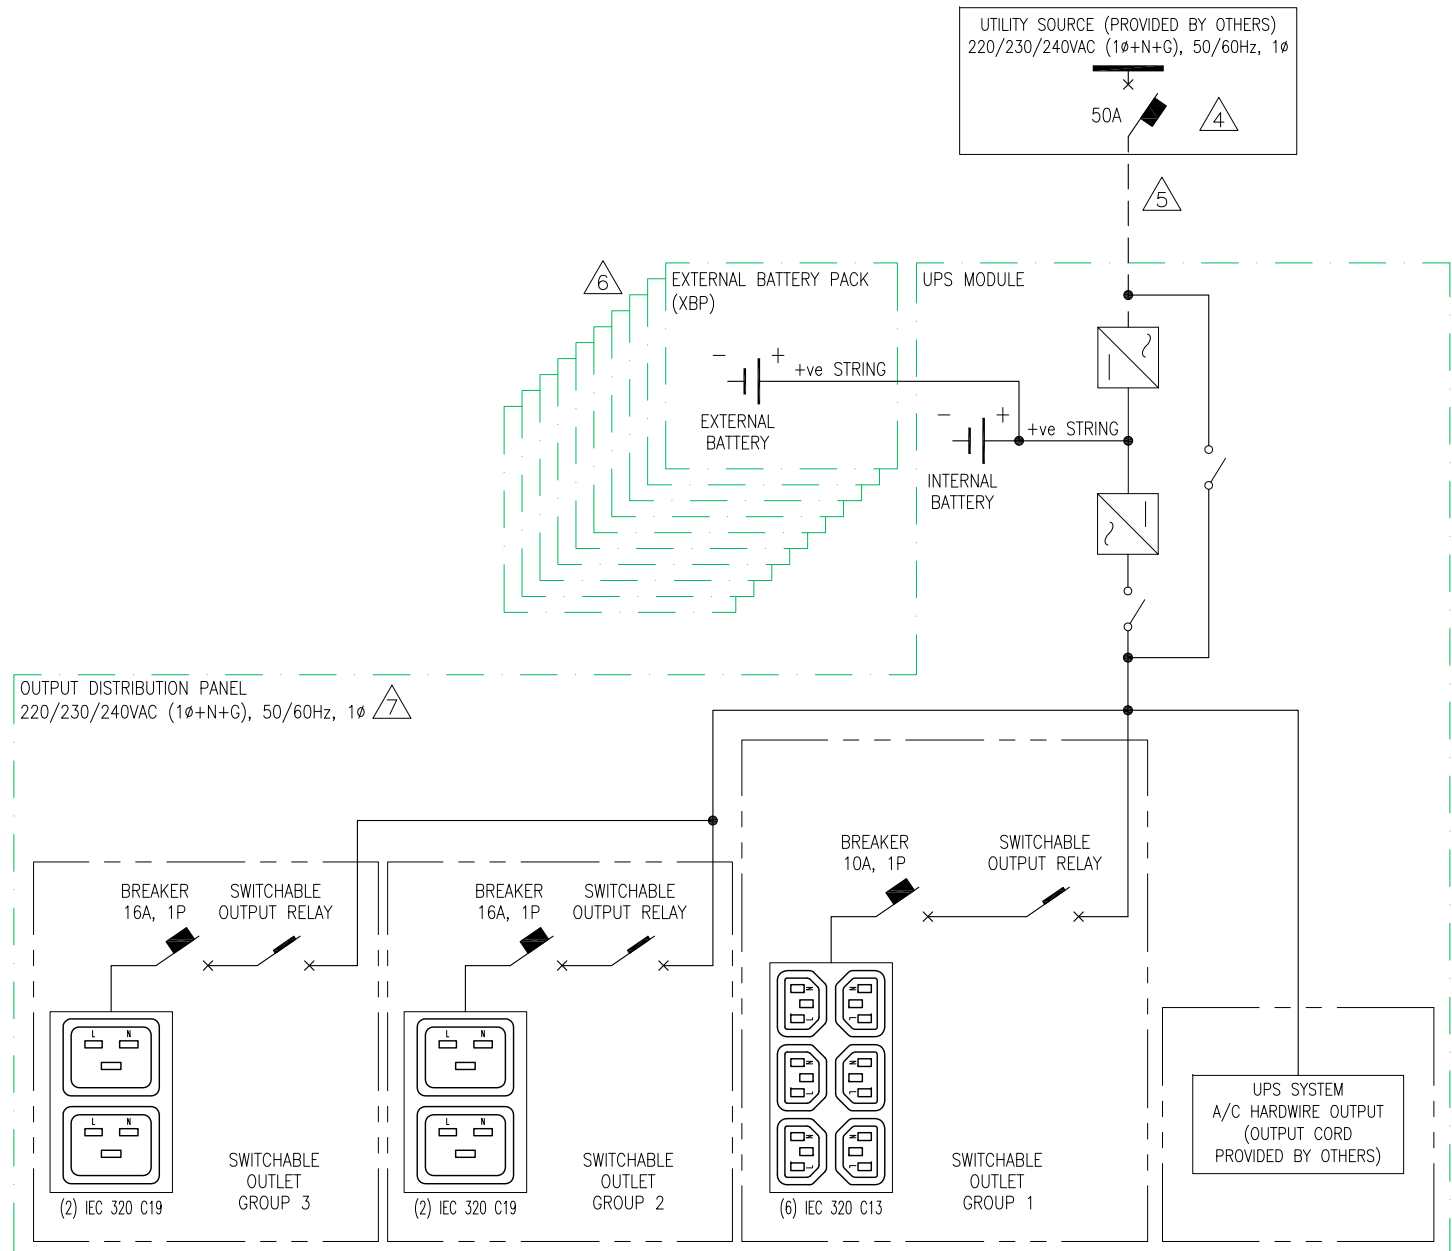 UTILITY SOURCE (PROVIDED BY OTHERS)
220/230/240VAC (1ø+N+G), 50/60Hz, 1ø
50A
4
5
6
EXTERNAL BATTERY PACK
(XBP)
UPS MODULE
- +
+ve STRING
EXTERNAL
BATTERY
- +
+ve STRING
INTERNAL
BATTERY
OUTPUT DISTRIBUTION PANEL
220/230/240VAC (1ø+N+G), 50/60Hz, 1ø
7
BREAKER
16A, 1P
SWITCHABLE
OUTPUT RELAY
L N
L N
(2) IEC 320 C19
SWITCHABLE
OUTLET
GROUP 3
BREAKER
16A, 1P
SWITCHABLE
OUTPUT RELAY
L N
L N
(2) IEC 320 C19
SWITCHABLE
OUTLET
GROUP 2
BREAKER
10A, 1P
SWITCHABLE
OUTPUT RELAY
N N
L L
N N
L L
N N
L L
(6) IEC 320 C13
SWITCHABLE
OUTLET
GROUP 1
UPS SYSTEM
A/C HARDWIRE OUTPUT
(OUTPUT CORD
PROVIDED BY OTHERS)